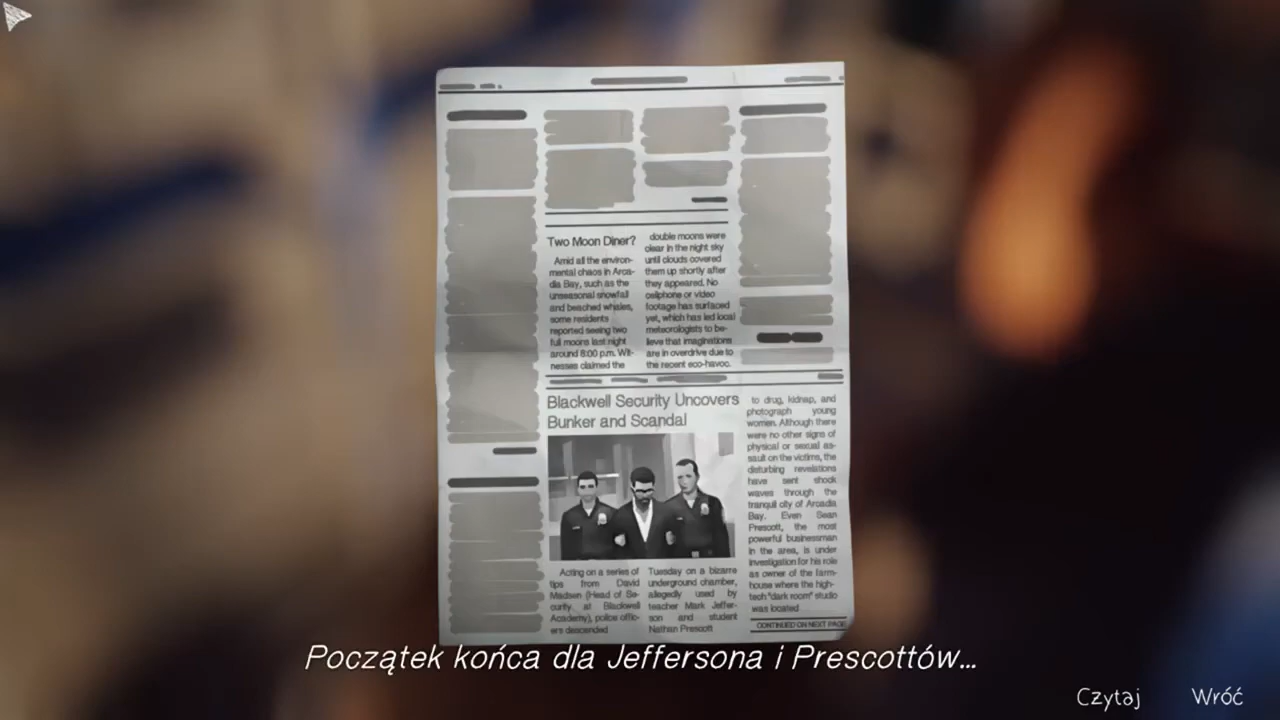 Two Moon Diner?
Amid all the environ-
mental chaos in Arca-
dia Bay, such as the
unseasonal snowfall
and beached whales,
some residents
reported seeing two
full moons last night
around 8:00 p.m. Wit-
nesses claimed the
double moons were
clear in the night sky
until clouds covered
them up shortly after
they appeared. No
cellphone or video
footage has surfaced
yet, which has led local
meteorologists to be-
lieve that imaginations
are in overdrive due to
the recent eco-havoc.
Blackwell Security Uncovers
Bunker and Scandal
Acting on a series of
tips from David
Madsen (Head of Se-
curity at Blackwell
Academy), police offic-
ers descended
Tuesday on a bizarre
underground chamber,
allegedly used by
teacher Mark Jeffer-
son and student
Nathan Prescott
to drug, kidnap, and
photograph young
women. Although there
were no other signs of
physical or sexual as-
sault on the victims, the
disturbing revelations
have sent shock
waves through the
tranquil city of Arcadia
Bay. Even Sean
Prescott, the most
powerful businessman
in the area, is under
investigation for his role
as owner of the farm-
house where the high-
tech "dark room" studio
was located
CONTINUED ON NEXT PAGE
Początek końca dla Jeffersona i Prescottów...
Czytaj
Wróć